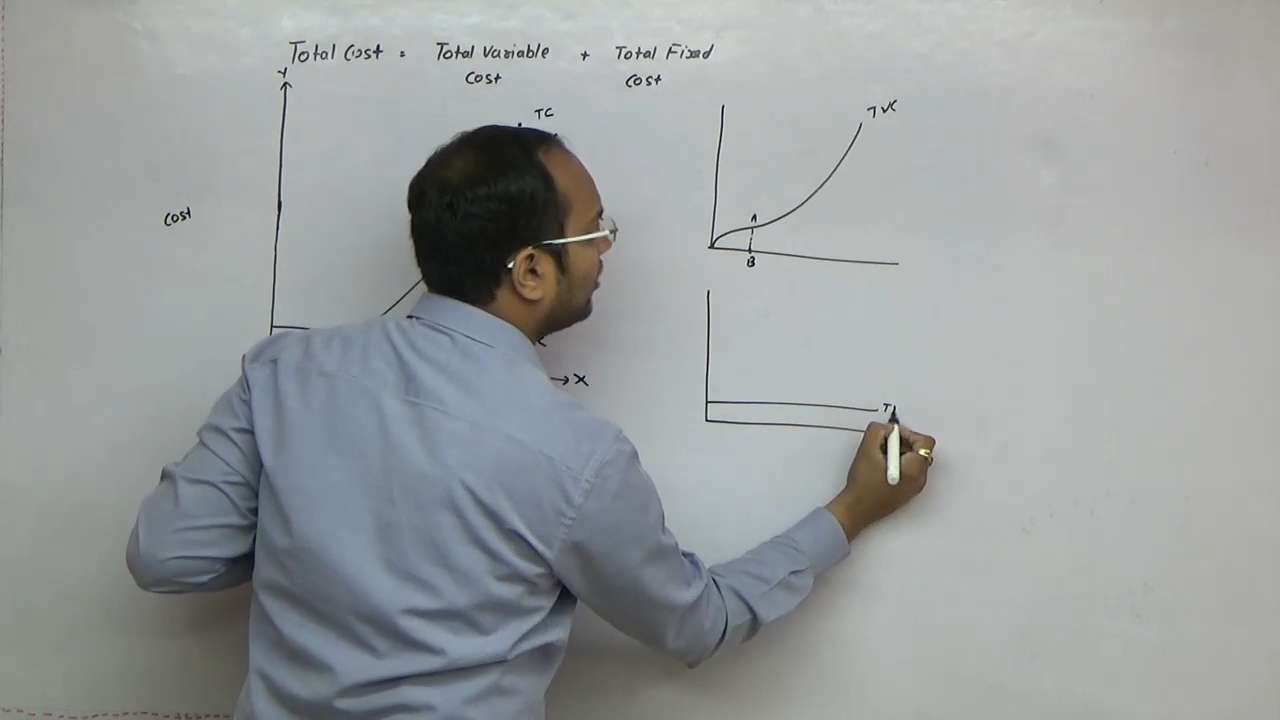 Total Cost = Total Variable Cost + Total Fixed Cost
Y
TC
Cost
X
TVC
A
B